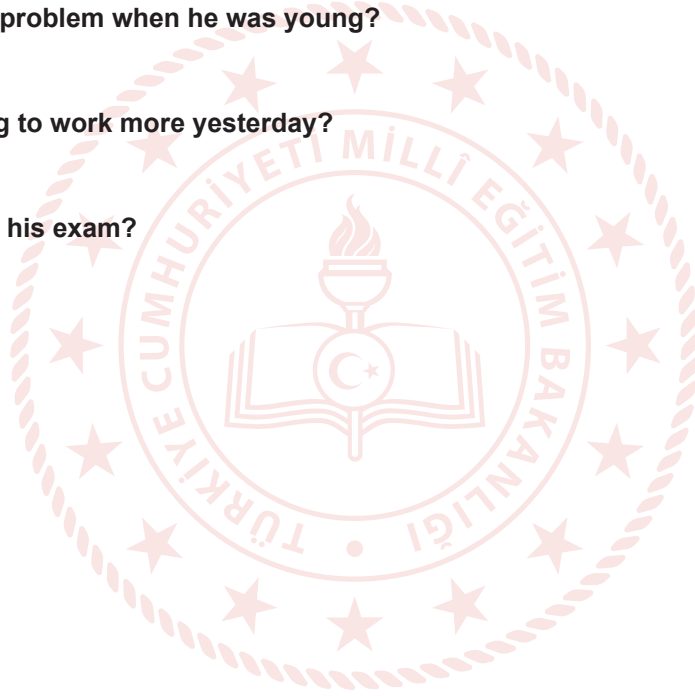 problem when he was young?
to work more yesterday?
his exam?
TÜRKİYE CUMHURİYETİ MİLLÎ EĞİTİM BAKANLIĞI